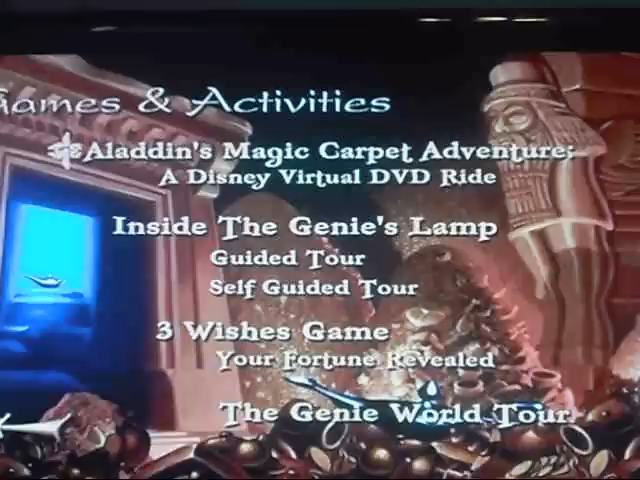 Games & Activities
Aladdin's Magic Carpet Adventure:
A Disney Virtual DVD Ride
Inside The Genie's Lamp
Guided Tour
Self Guided Tour
3 Wishes Game
Your Fortune Revealed
The Genie World Tour